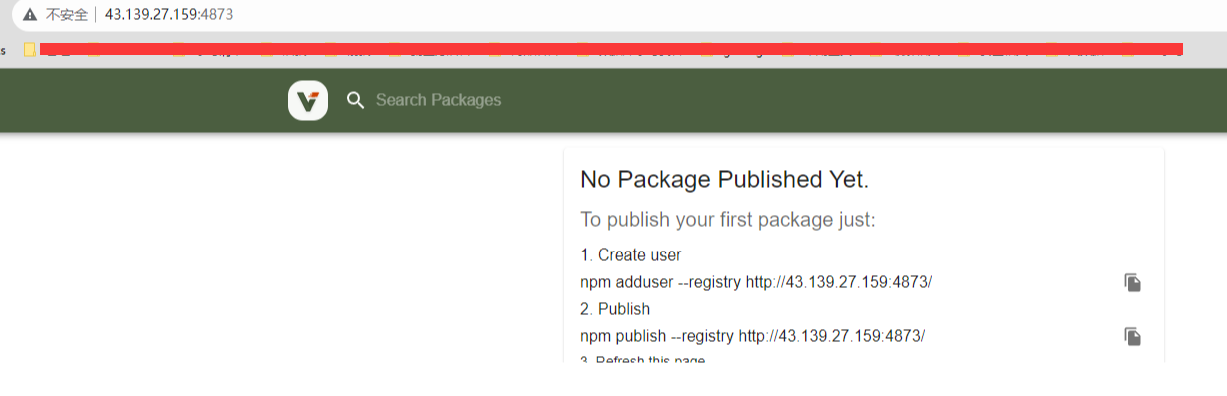 不安全 43.139.27.159:4873
Search Packages
No Package Published Yet.
To publish your first package just:
1. Create user
npm adduser --registry http://43.139.27.159:4873/
2. Publish
npm publish --registry http://43.139.27.159:4873/
3. Refresh this page